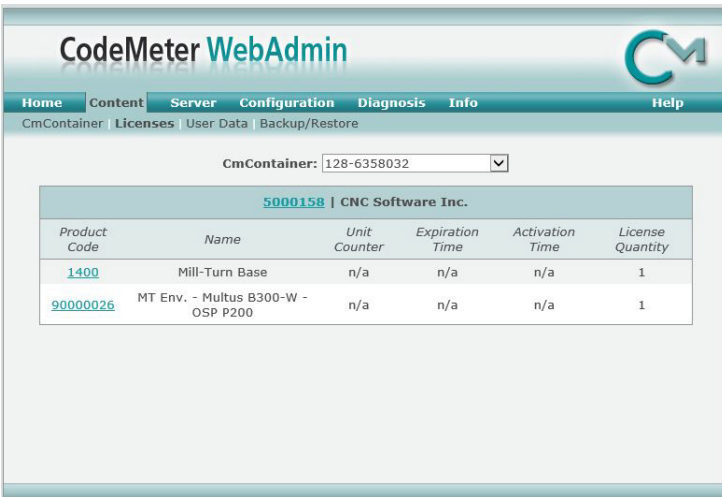 CodeMeter WebAdmin
Home Content Server Configuration Diagnosis Info Help
CmContainer | Licenses | User Data | Backup/Restore
CmContainer: 128-6358032
5000158 | CNC Software Inc.
Product Code Name Unit Counter Expiration Time Activation Time License Quantity
1400 Mill-Turn Base n/a n/a n/a 1
90000026 MT Env. - Multus B300-W - OSP P200 n/a n/a n/a 1